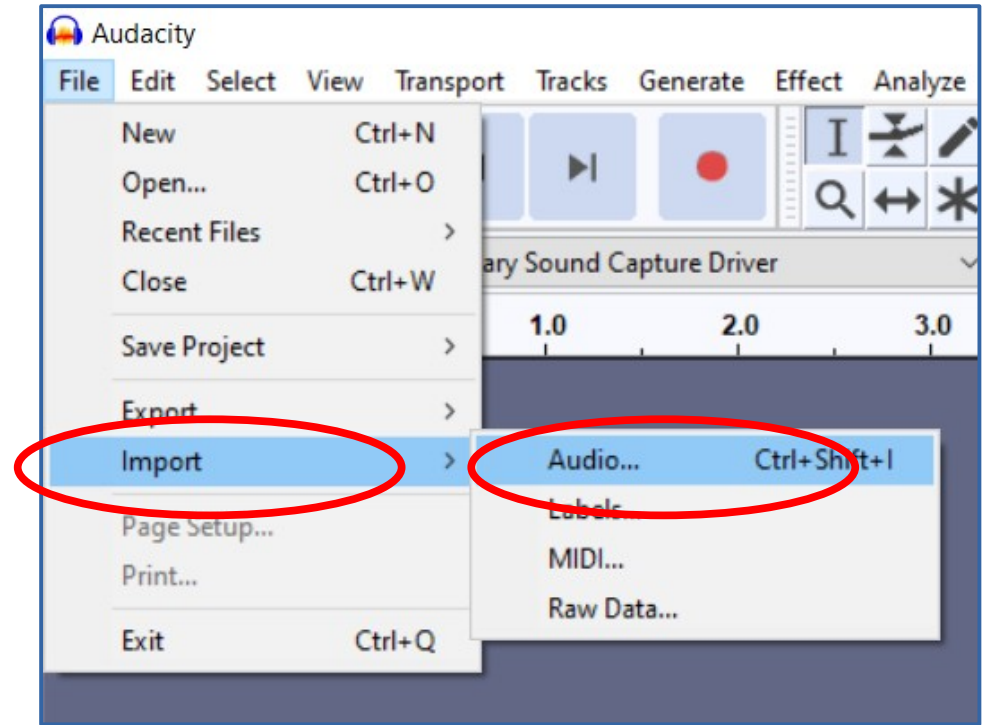 Audacity
File Edit Select View Transport Tracks Generate Effect Analyze
New Ctrl+N
Open... Ctrl+O
Recent Files
Close Ctrl+W
Save Project
Export
Import
Page Setup...
Print...
Exit Ctrl+Q
ary Sound Capture Driver
1.0 2.0 3.0
Audio... Ctrl+Shift+I
Labels...
MIDI...
Raw Data...